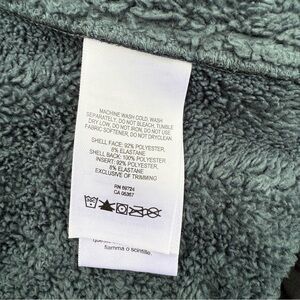 MACHINE WASH COLD, WASH
SEPARATELY, DO NOT BLEACH, TUMBLE
DRY LOW, DO NOT IRON, DO NOT USE
FABRIC SOFTENER, DO NOT DRYCLEAN.
SHELL FACE: 92% POLYESTER,
8% ELASTANE
SHELL BACK: 100% POLYESTER
INSERT: 92% POLYESTER,
8% ELASTANE
EXCLUSIVE OF TRIMMING
RN 69724
CA 05367
fiamma o scintille.